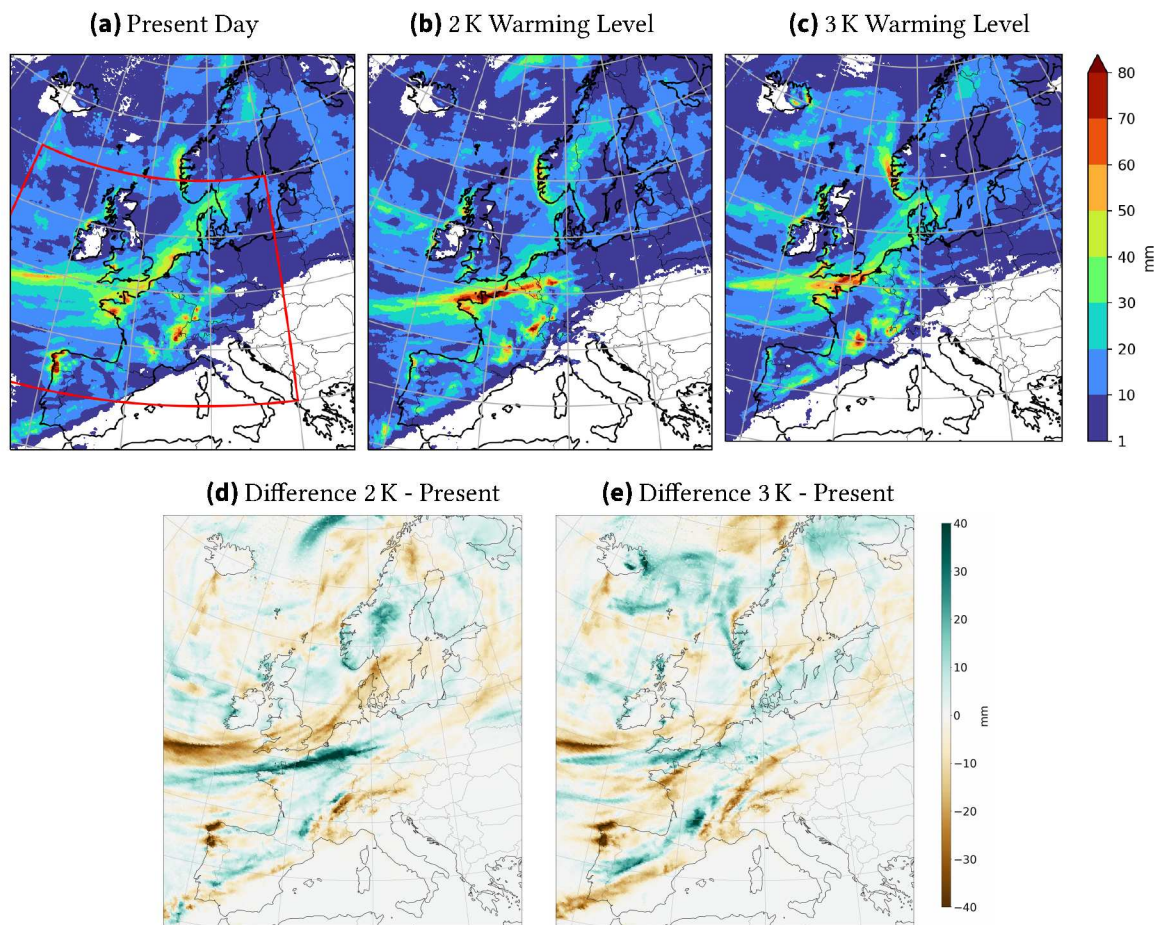 (a) Present Day
(b) 2 K Warming Level
(c) 3 K Warming Level
80
70
60
50
40
30
20
10
1
mm
(d) Difference 2 K - Present
(e) Difference 3 K - Present
40
30
20
10
0
−10
−20
−30
−40
mm